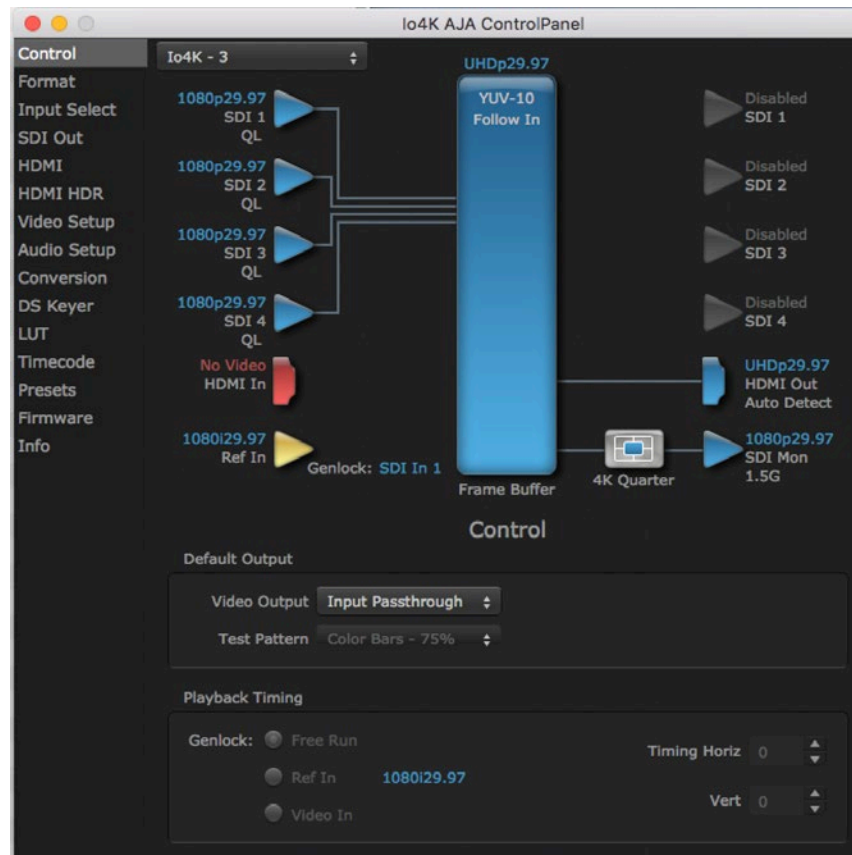 Io4K AJA ControlPanel
Control
Format
Input Select
SDI Out
HDMI
HDMI HDR
Video Setup
Audio Setup
Conversion
DS Keyer
LUT
Timecode
Presets
Firmware
Info
Io4K - 3
1080p29.97
SDI 1
QL
1080p29.97
SDI 2
QL
1080p29.97
SDI 3
QL
1080p29.97
SDI 4
QL
No Video
HDMI In
1080i29.97
Ref In
Genlock: SDI In 1
UHDp29.97
YUV-10
Follow In
Frame Buffer
Disabled
SDI 1
Disabled
SDI 2
Disabled
SDI 3
Disabled
SDI 4
UHDp29.97
HDMI Out
Auto Detect
4K Quarter
1080p29.97
SDI Mon
1.5G
Control
Default Output
Video Output Input Passthrough
Test Pattern Color Bars - 75%
Playback Timing
Genlock: Free Run
Ref In 1080i29.97
Video In
Timing Horiz 0
Vert 0